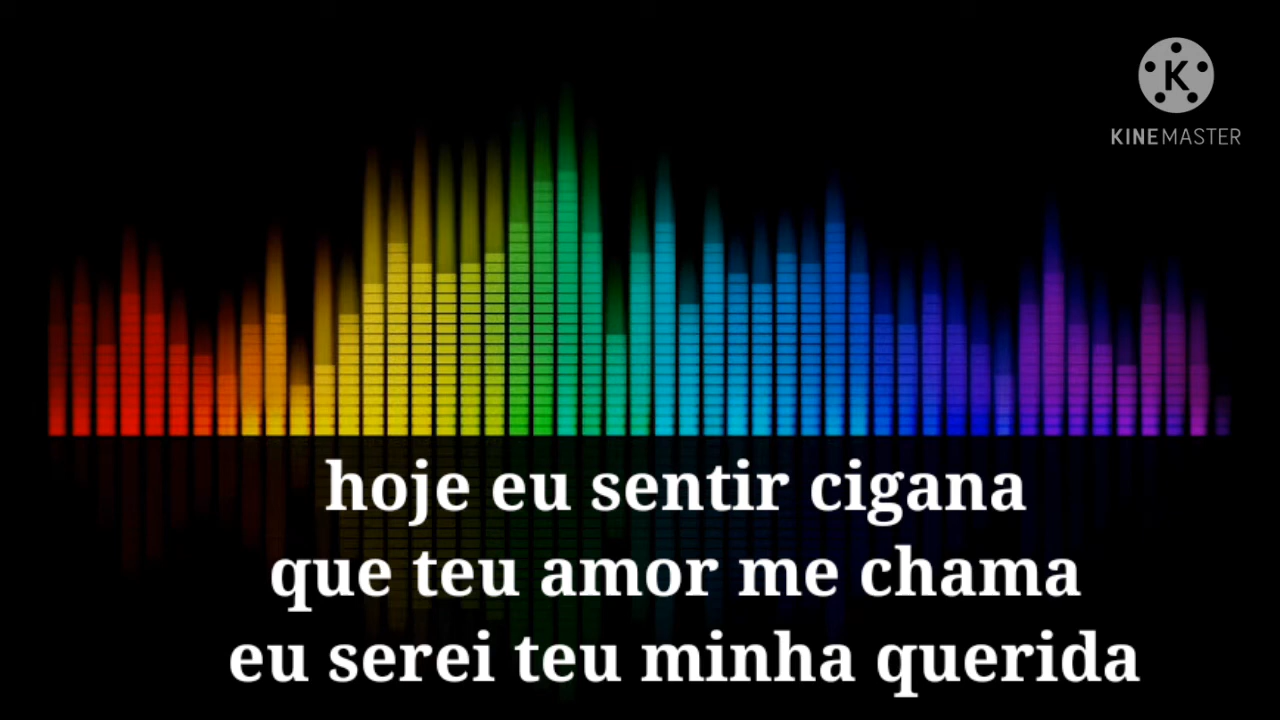 K
KINEMASTER
hoje eu sentir cigana
que teu amor me chama
eu serei teu minha querida